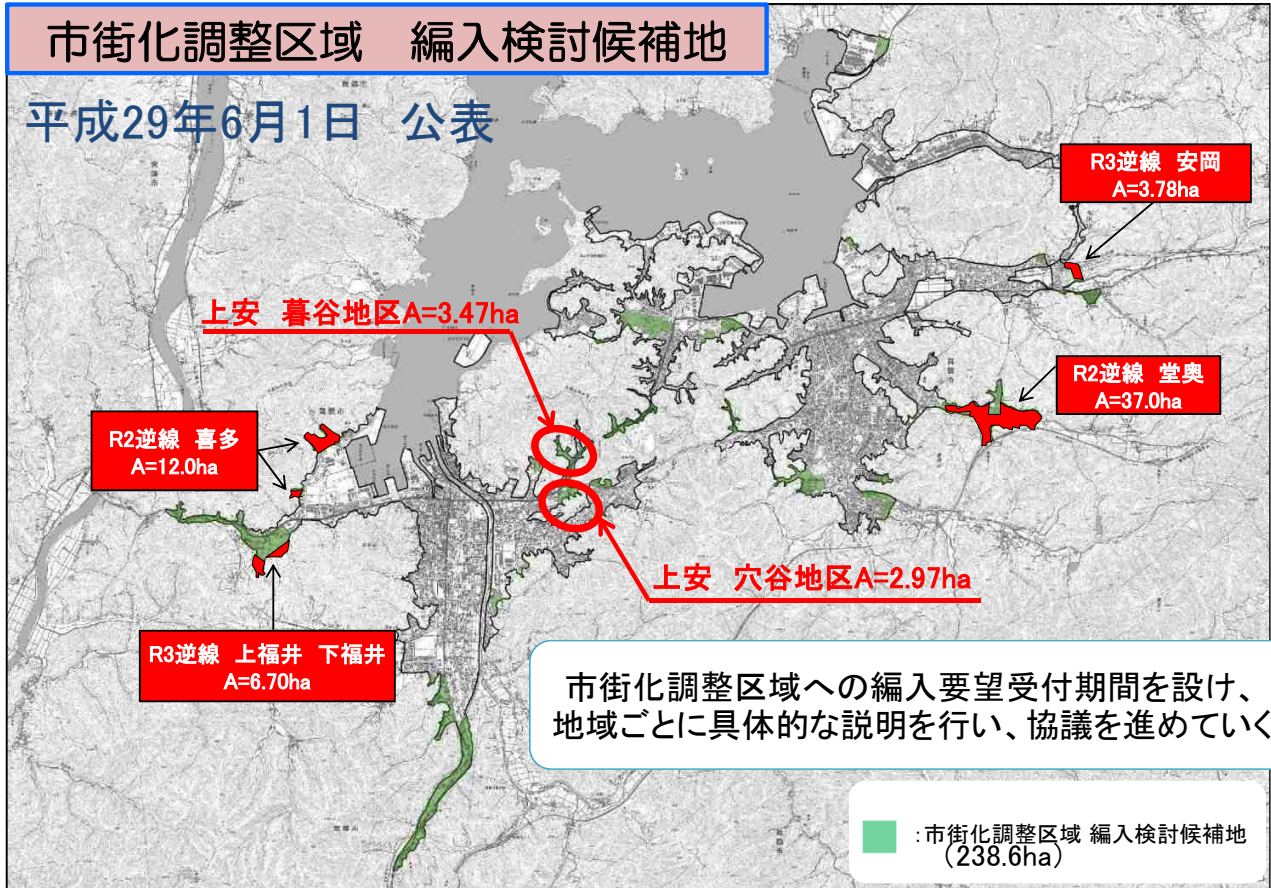 市街化調整区域　編入検討候補地
平成29年6月1日　公表
R3逆線 安岡
A=3.78ha
上安 暮谷地区A=3.47ha
R2逆線 堂奥
A=37.0ha
R2逆線 喜多
A=12.0ha
上安 穴谷地区A=2.97ha
R3逆線 上福井 下福井
A=6.70ha
市街化調整区域への編入要望受付期間を設け、
地域ごとに具体的な説明を行い、協議を進めていく
:市街化調整区域 編入検討候補地
（238.6ha）